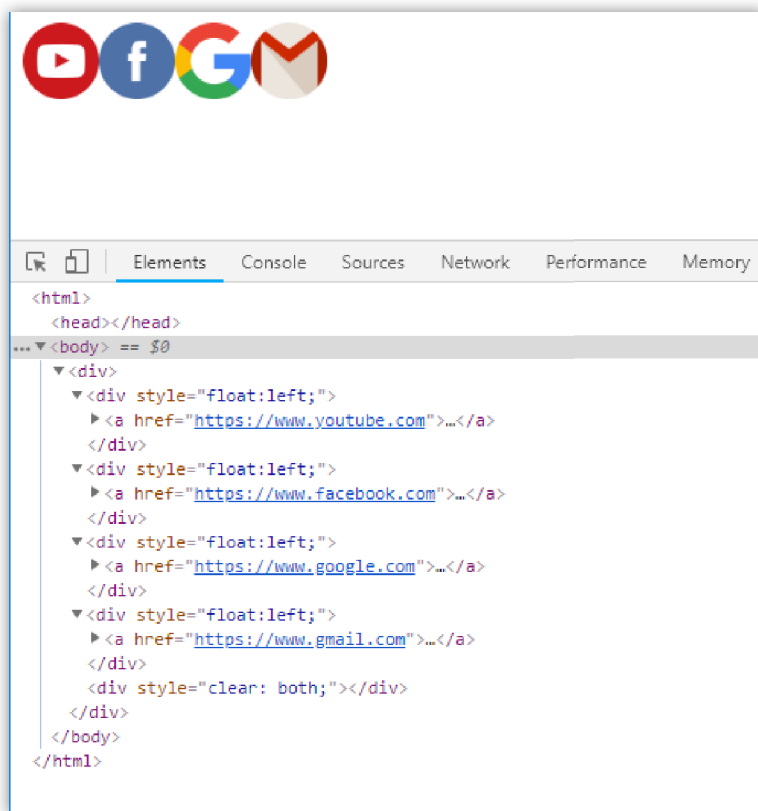 f
Elements Console Sources Network Performance Memory
<html>
<head></head>
... ▼<body> == $0
▼<div>
▼<div style="float:left;">
▶<a href="https://www.youtube.com">…</a>
</div>
▼<div style="float:left;">
▶<a href="https://www.facebook.com">…</a>
</div>
▼<div style="float:left;">
▶<a href="https://www.google.com">…</a>
</div>
▼<div style="float:left;">
▶<a href="https://www.gmail.com">…</a>
</div>
<div style="clear: both;"></div>
</div>
</body>
</html>